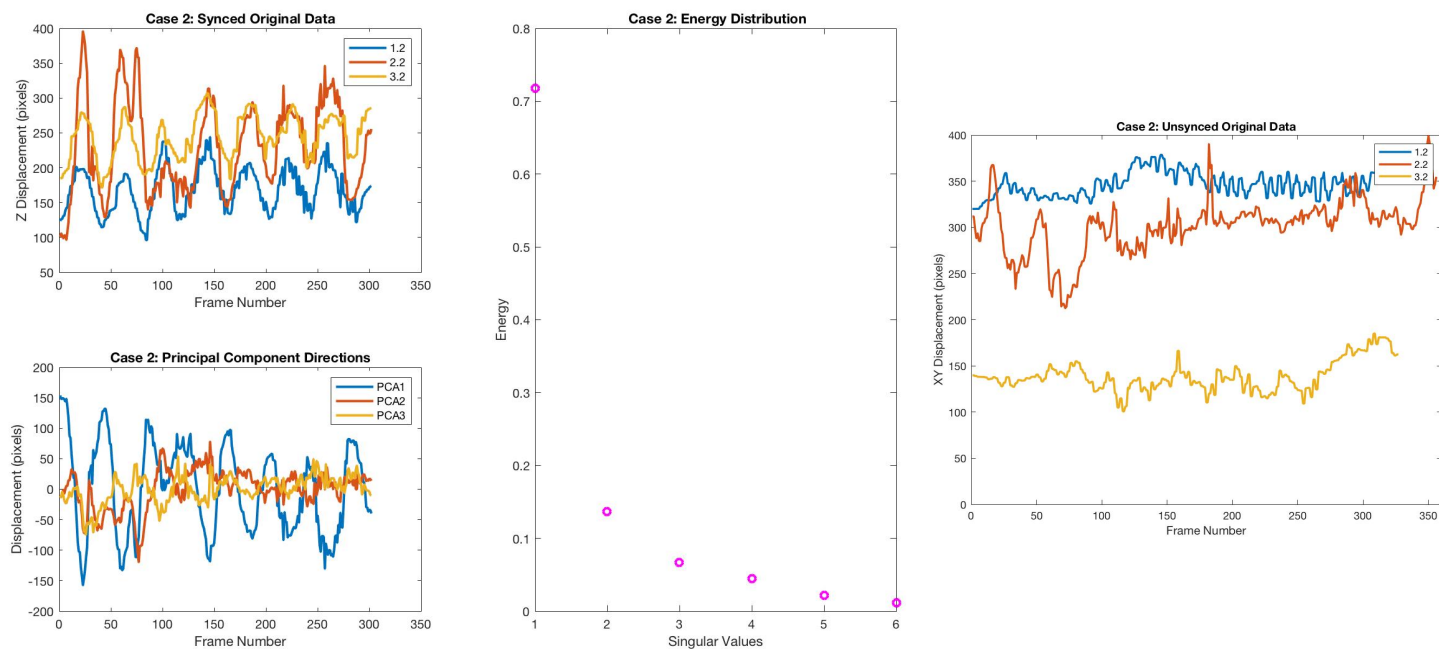 Case 2: Synced Original Data
400
350
300
250
200
150
100
50
Z Displacement (pixels)
1.2
2.2
3.2
0 50 100 150 200 250 300 350
Frame Number
Case 2: Principal Component Directions
200
150
100
50
0
-50
-100
-150
-200
Displacement (pixels)
PCA1
PCA2
PCA3
0 50 100 150 200 250 300 350
Frame Number
Case 2: Energy Distribution
0.8
0.7
0.6
0.5
0.4
0.3
0.2
0.1
0
Energy
1 2 3 4 5 6
Singular Values
Case 2: Unsynced Original Data
400
350
300
250
200
150
100
50
0
XY Displacement (pixels)
1.2
2.2
3.2
0 50 100 150 200 250 300 350
Frame Number